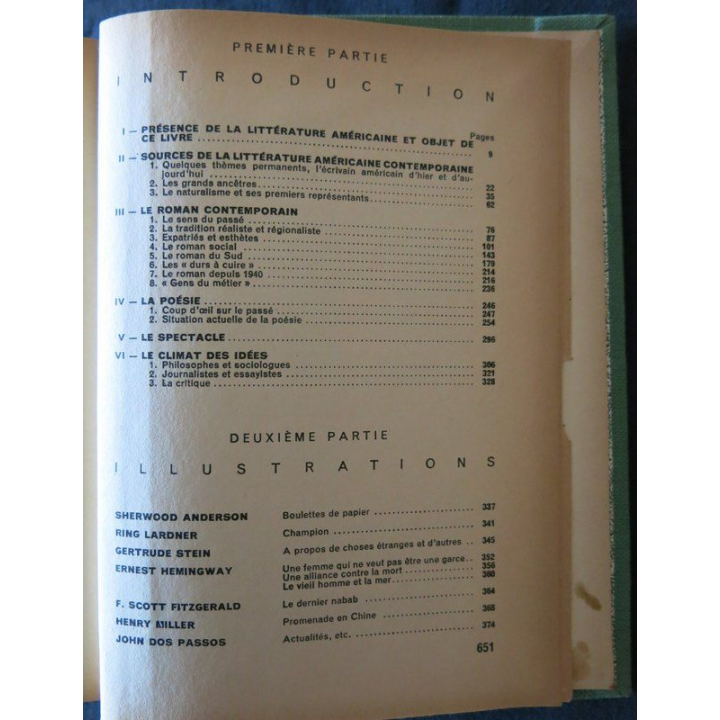 PREMIÈRE PARTIE
INTRODUCTION
Pages
I — PRÉSENCE DE LA LITTÉRATURE AMÉRICAINE ET OBJET DE
CE LIVRE 9
II — SOURCES DE LA LITTÉRATURE AMÉRICAINE CONTEMPORAINE
1. Quelques thèmes permanents, l'écrivain américain d'hier et d'au-
jourd'hui 22
2. Les grands ancêtres 35
3. Le naturalisme et ses premiers représentants 62
III — LE ROMAN CONTEMPORAIN
1. Le sens du passé 76
2. La tradition réaliste et régionaliste 87
3. Expatriés et esthètes 101
4. Le roman social 143
5. Le roman du Sud 179
6. Les « durs à cuire » 214
7. Le roman depuis 1940 216
8. « Gens du métier » 236
IV — LA POÉSIE 246
1. Coup d'œil sur le passé 247
2. Situation actuelle de la poésie 254
V — LE SPECTACLE 296
VI — LE CLIMAT DES IDÉES
1. Philosophes et sociologues 306
2. Journalistes et essayistes 321
3. La critique 328
DEUXIÈME PARTIE
ILLUSTRATIONS
SHERWOOD ANDERSON Boulettes de papier 337
RING LARDNER Champion 341
GERTRUDE STEIN A propos de choses étranges et d'autres 345
ERNEST HEMINGWAY Une femme qui ne veut pas être une garce 352
Une alliance contre la mort 356
Le vieil homme et la mer 360
F. SCOTT FITZGERALD Le dernier nabab 364
HENRY MILLER Promenade en Chine 368
JOHN DOS PASSOS Actualités, etc. 374
651